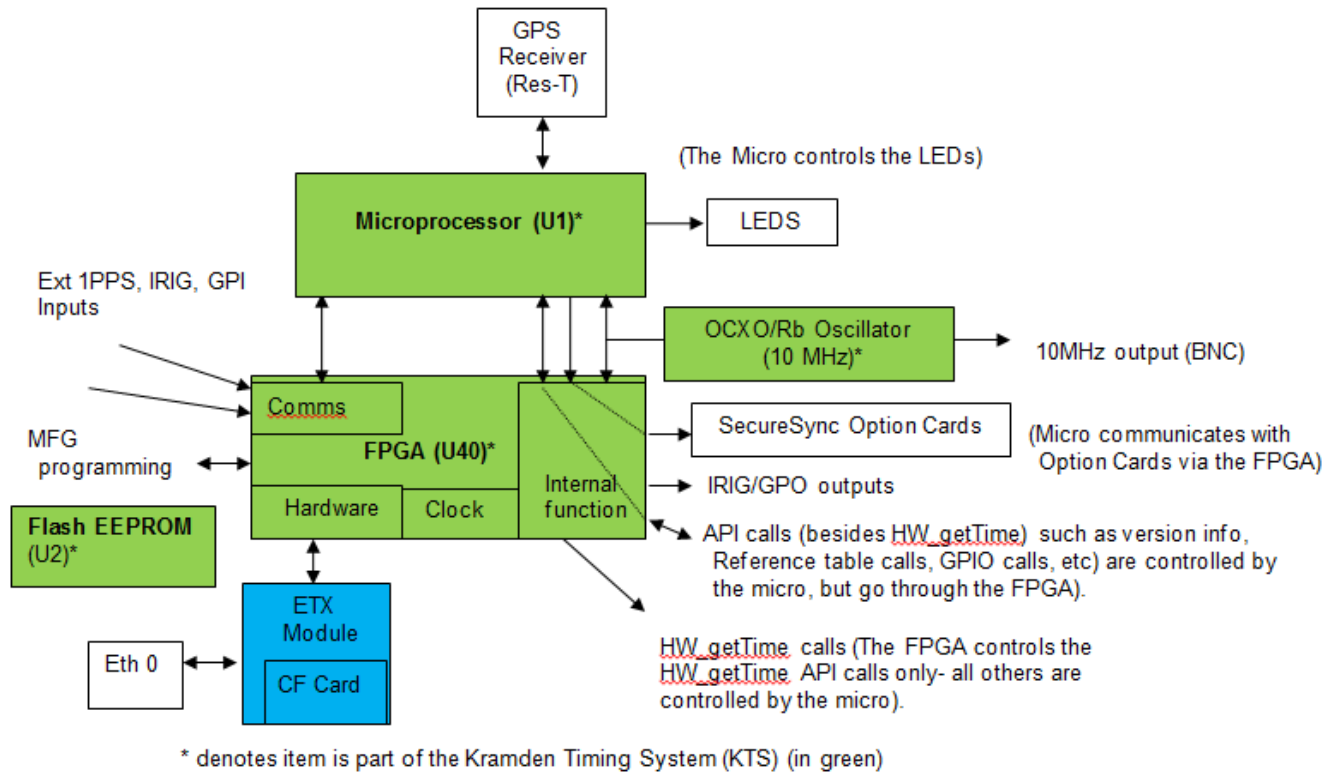 GPS
Receiver
(Res-T)
(The Micro controls the LEDs)
Microprocessor (U1)*
LEDS
Ext 1PPS, IRIG, GPI
Inputs
OCXO/Rb Oscillator
(10 MHz)*
10MHz output (BNC)
Comms
SecureSync Option Cards
(Micro communicates with
Option Cards via the FPGA)
MFG
programming
FPGA (U40)*
Internal
function
IRIG/GPO outputs
Hardware
Clock
Flash EEPROM
(U2)*
API calls (besides HW_getTime) such as version info,
Reference table calls, GPIO calls, etc) are controlled by
the micro, but go through the FPGA).
ETX
Module
Eth 0
CF Card
HW_getTime calls (The FPGA controls the
HW_getTime API calls only- all others are
controlled by the micro).
* denotes item is part of the Kramden Timing System (KTS) (in green)